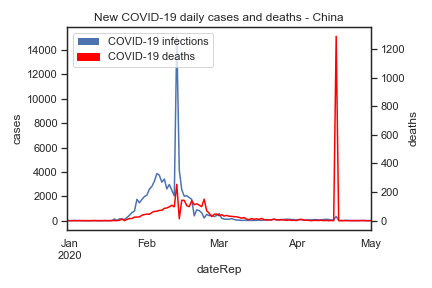 New COVID-19 daily cases and deaths - China
COVID-19 infections
COVID-19 deaths
14000
12000
10000
8000
6000
4000
2000
0
cases
1200
1000
800
600
400
200
0
deaths
Jan
2020
Feb
Mar
Apr
May
dateRep